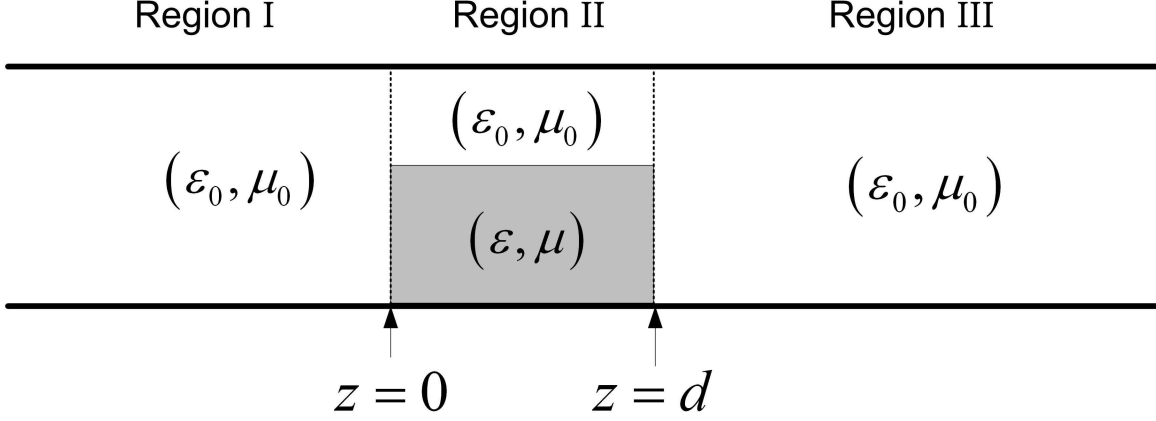 Region I Region II Region III
(ε₀, μ₀)
(ε₀, μ₀) (ε₀, μ₀)
(ε, μ)
z = 0 z = d